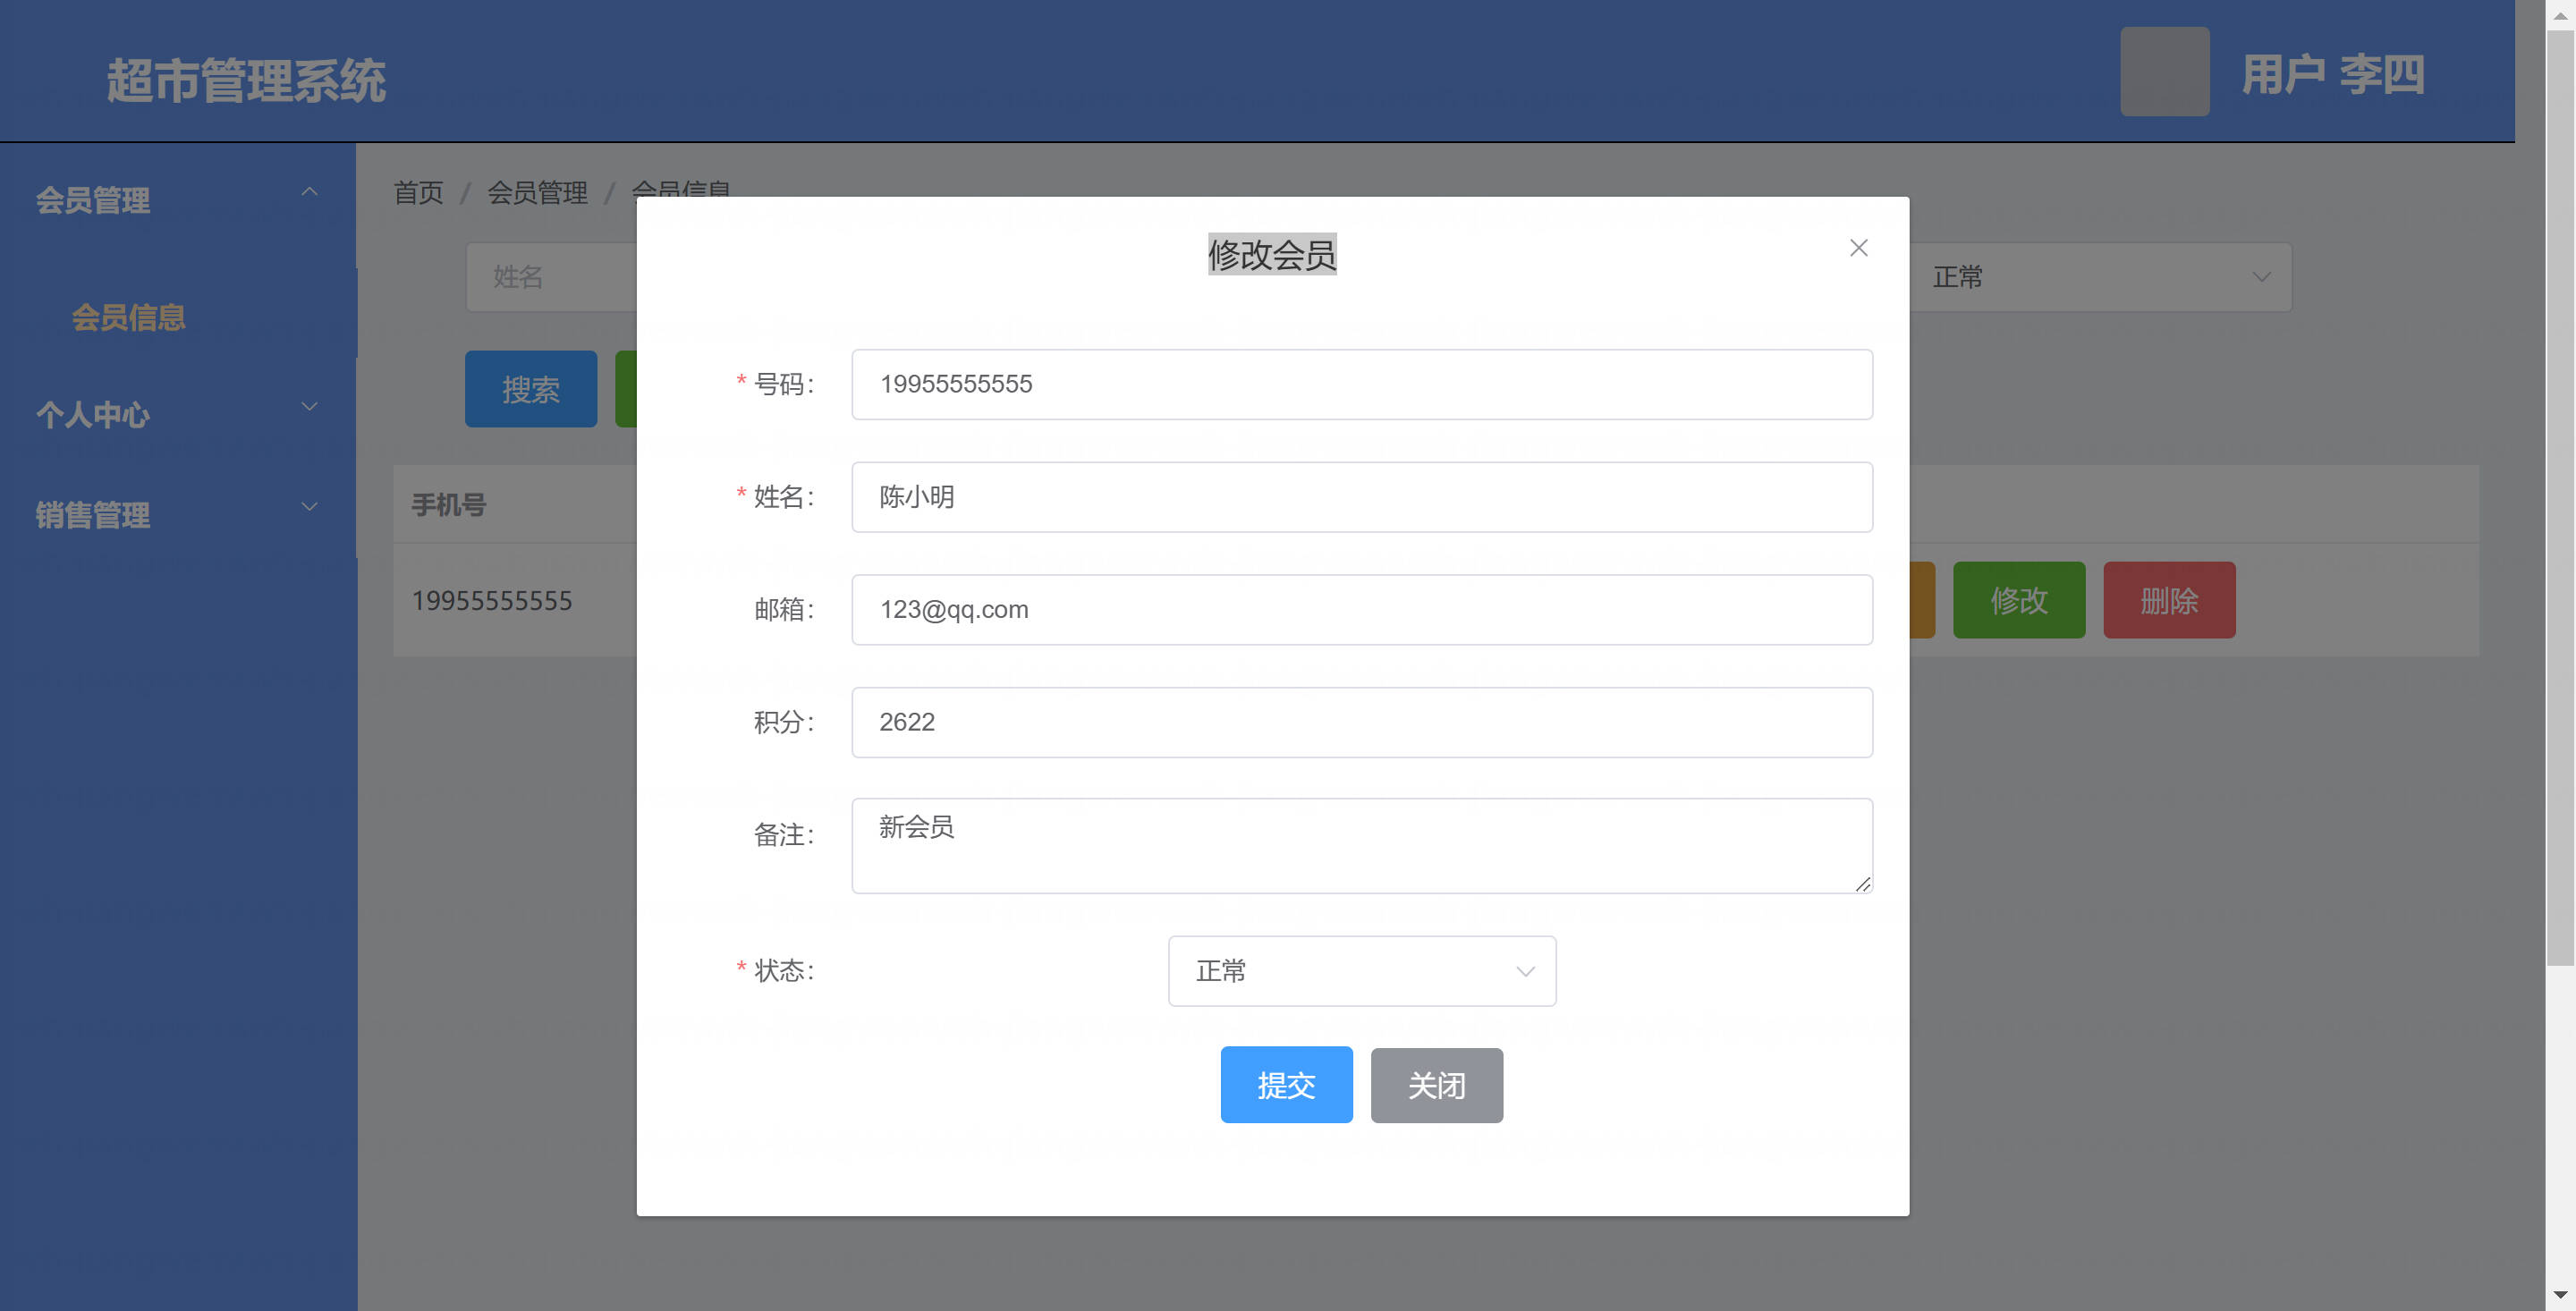 超市管理系统
用户 李四
会员管理
会员信息
个人中心
销售管理
首页 / 会员管理 / 会员信息
姓名
正常
搜索
手机号
19955555555
修改
删除
修改会员
* 号码：
19955555555
* 姓名：
陈小明
邮箱：
123@qq.com
积分：
2622
备注：
新会员
* 状态：
正常
提交
关闭